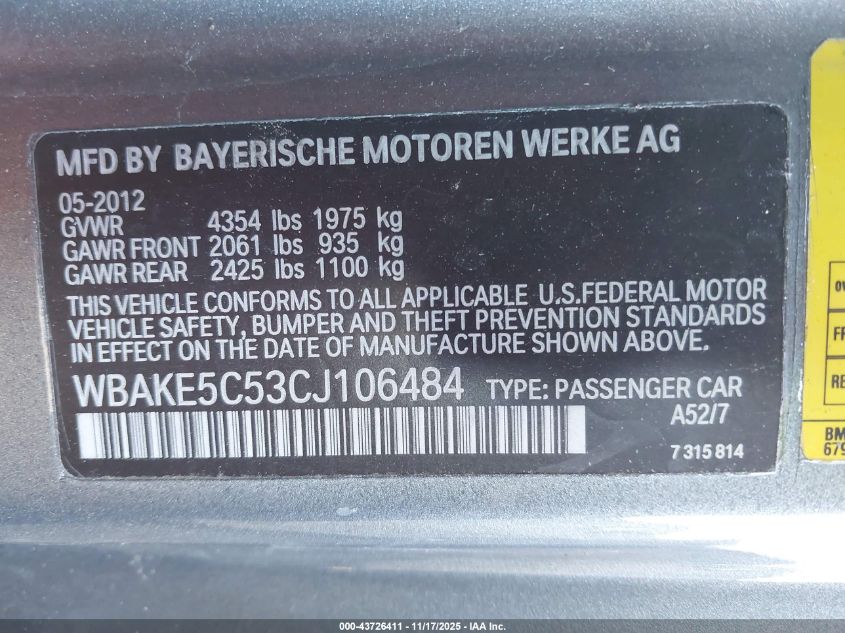 MFD BY BAYERISCHE MOTOREN WERKE AG
05-2012
GVWR 4354 lbs 1975 kg
GAWR FRONT 2061 lbs 935 kg
GAWR REAR 2425 lbs 1100 kg
THIS VEHICLE CONFORMS TO ALL APPLICABLE U.S.FEDERAL MOTOR
VEHICLE SAFETY, BUMPER AND THEFT PREVENTION STANDARDS
IN EFFECT ON THE DATE OF MANUFACTURE SHOWN ABOVE.
WBAKE5C53CJ106484 TYPE: PASSENGER CAR
A52/7
7 315 814
000-43726411 - 11/17/2025 - IAA Inc.